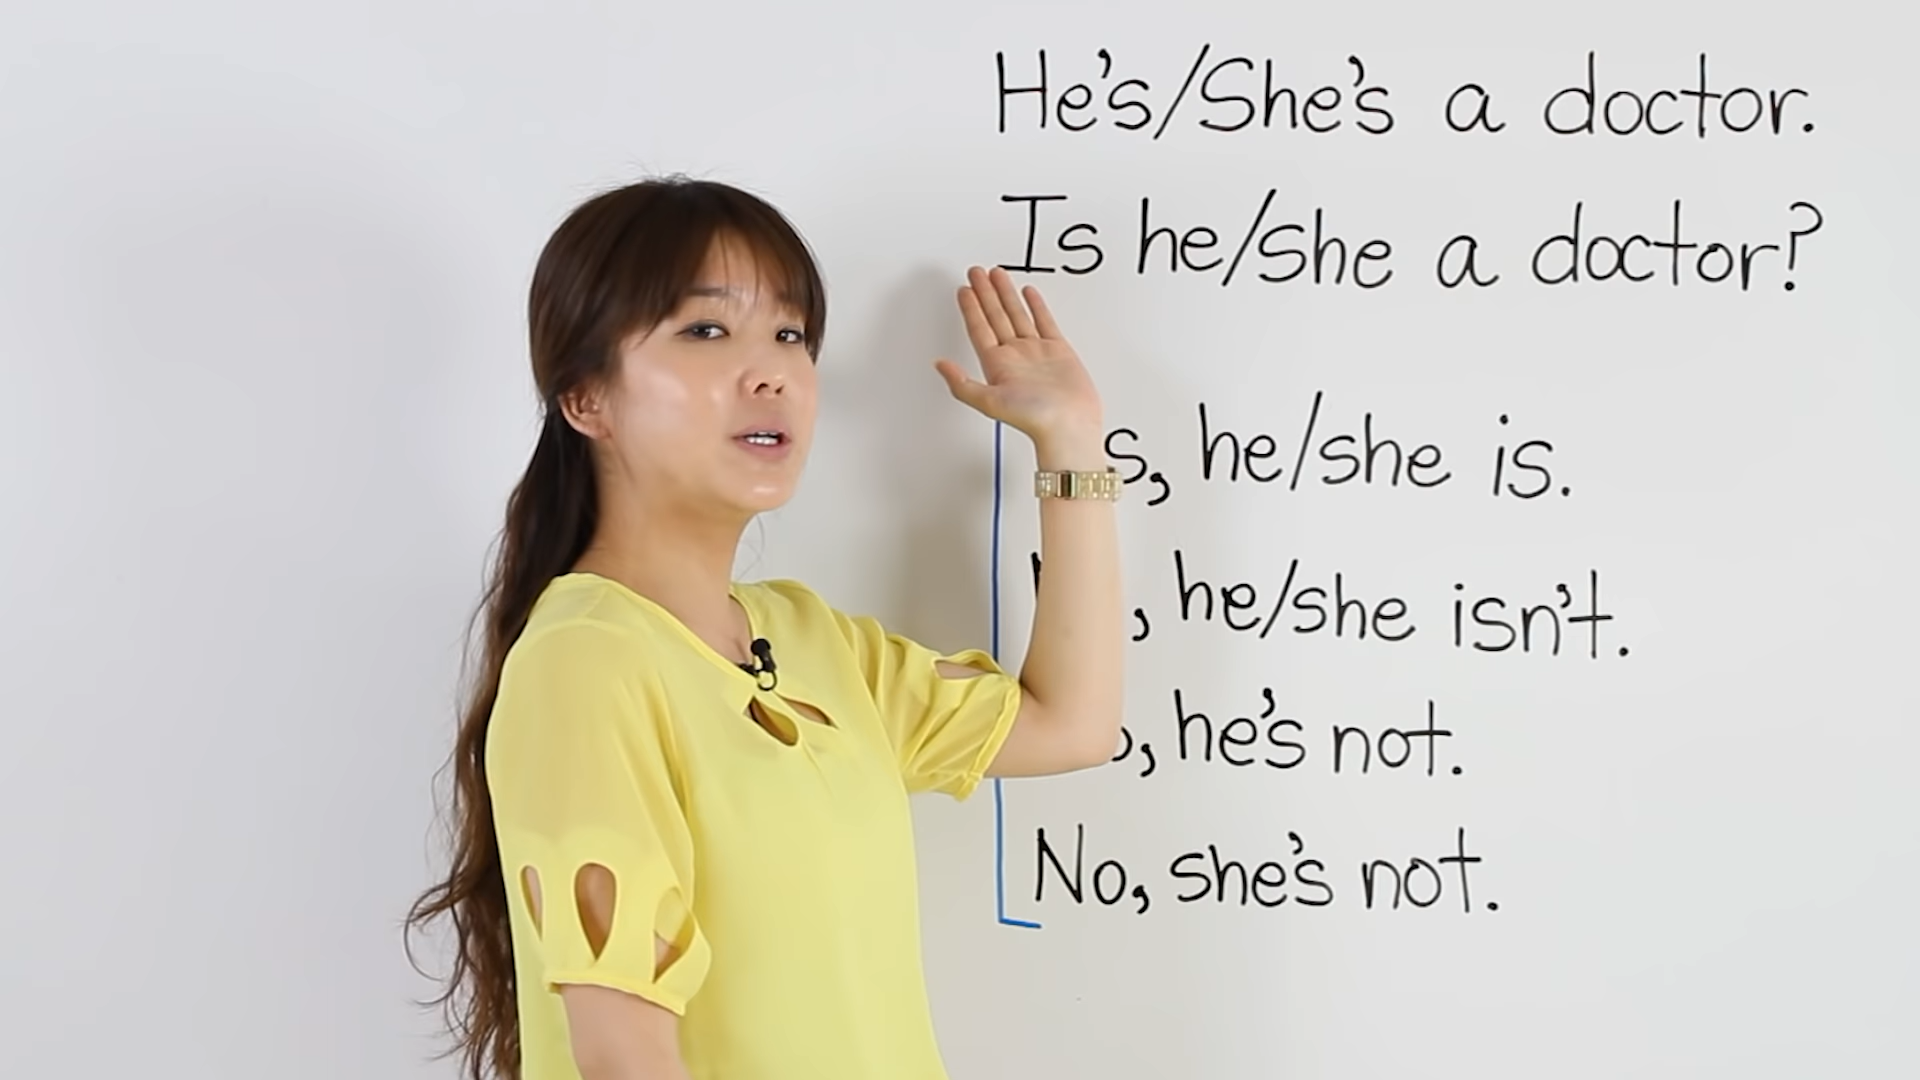 He's/She's a doctor.
Is he/she a doctor?
he/she is.
he/she isn't.
he's not.
No, she's not.